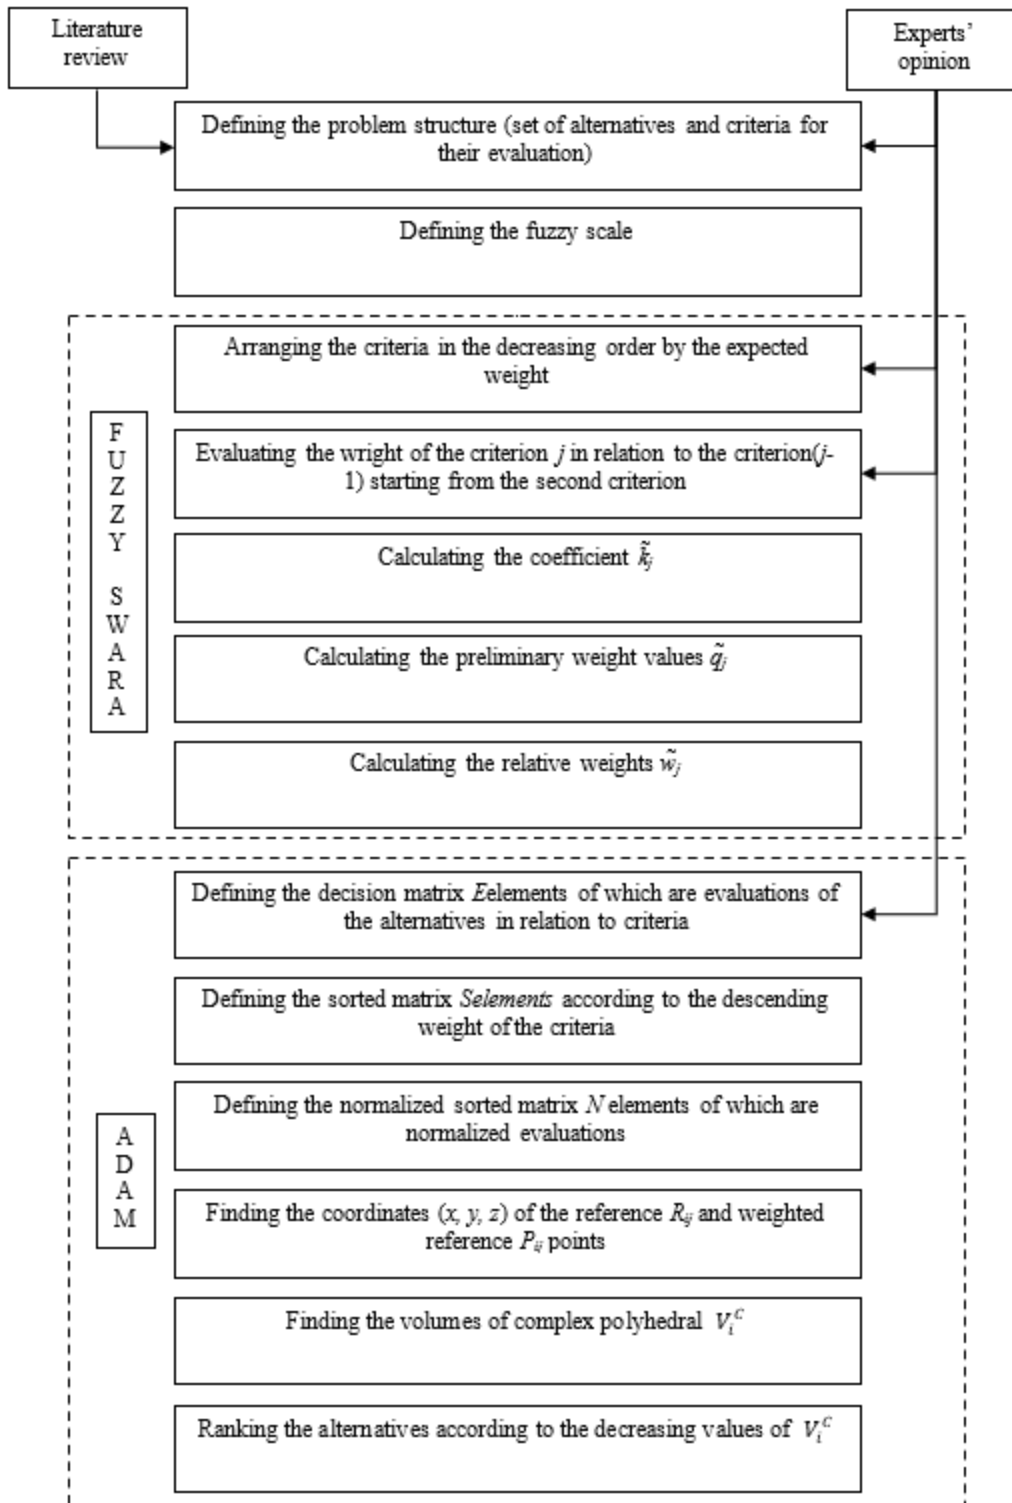 Literature
review
Experts’
opinion
Defining the problem structure (set of alternatives and criteria for
their evaluation)
Defining the fuzzy scale
Arranging the criteria in the decreasing order by the expected
weight
F
U
Z
Z
Y
S
W
A
R
A
Evaluating the wright of the criterion j in relation to the criterion(j-
1) starting from the second criterion
Calculating the coefficient k̃ⱼ
Calculating the preliminary weight values q̃ⱼ
Calculating the relative weights w̃ⱼ
Defining the decision matrix Eelements of which are evaluations of
the alternatives in relation to criteria
Defining the sorted matrix Selements according to the descending
weight of the criteria
A
D
A
M
Defining the normalized sorted matrix N elements of which are
normalized evaluations
Finding the coordinates (x, y, z) of the reference Rᵢⱼ and weighted
reference Pᵢⱼ points
Finding the volumes of complex polyhedral Vᵢᶜ
Ranking the alternatives according to the decreasing values of Vᵢᶜ